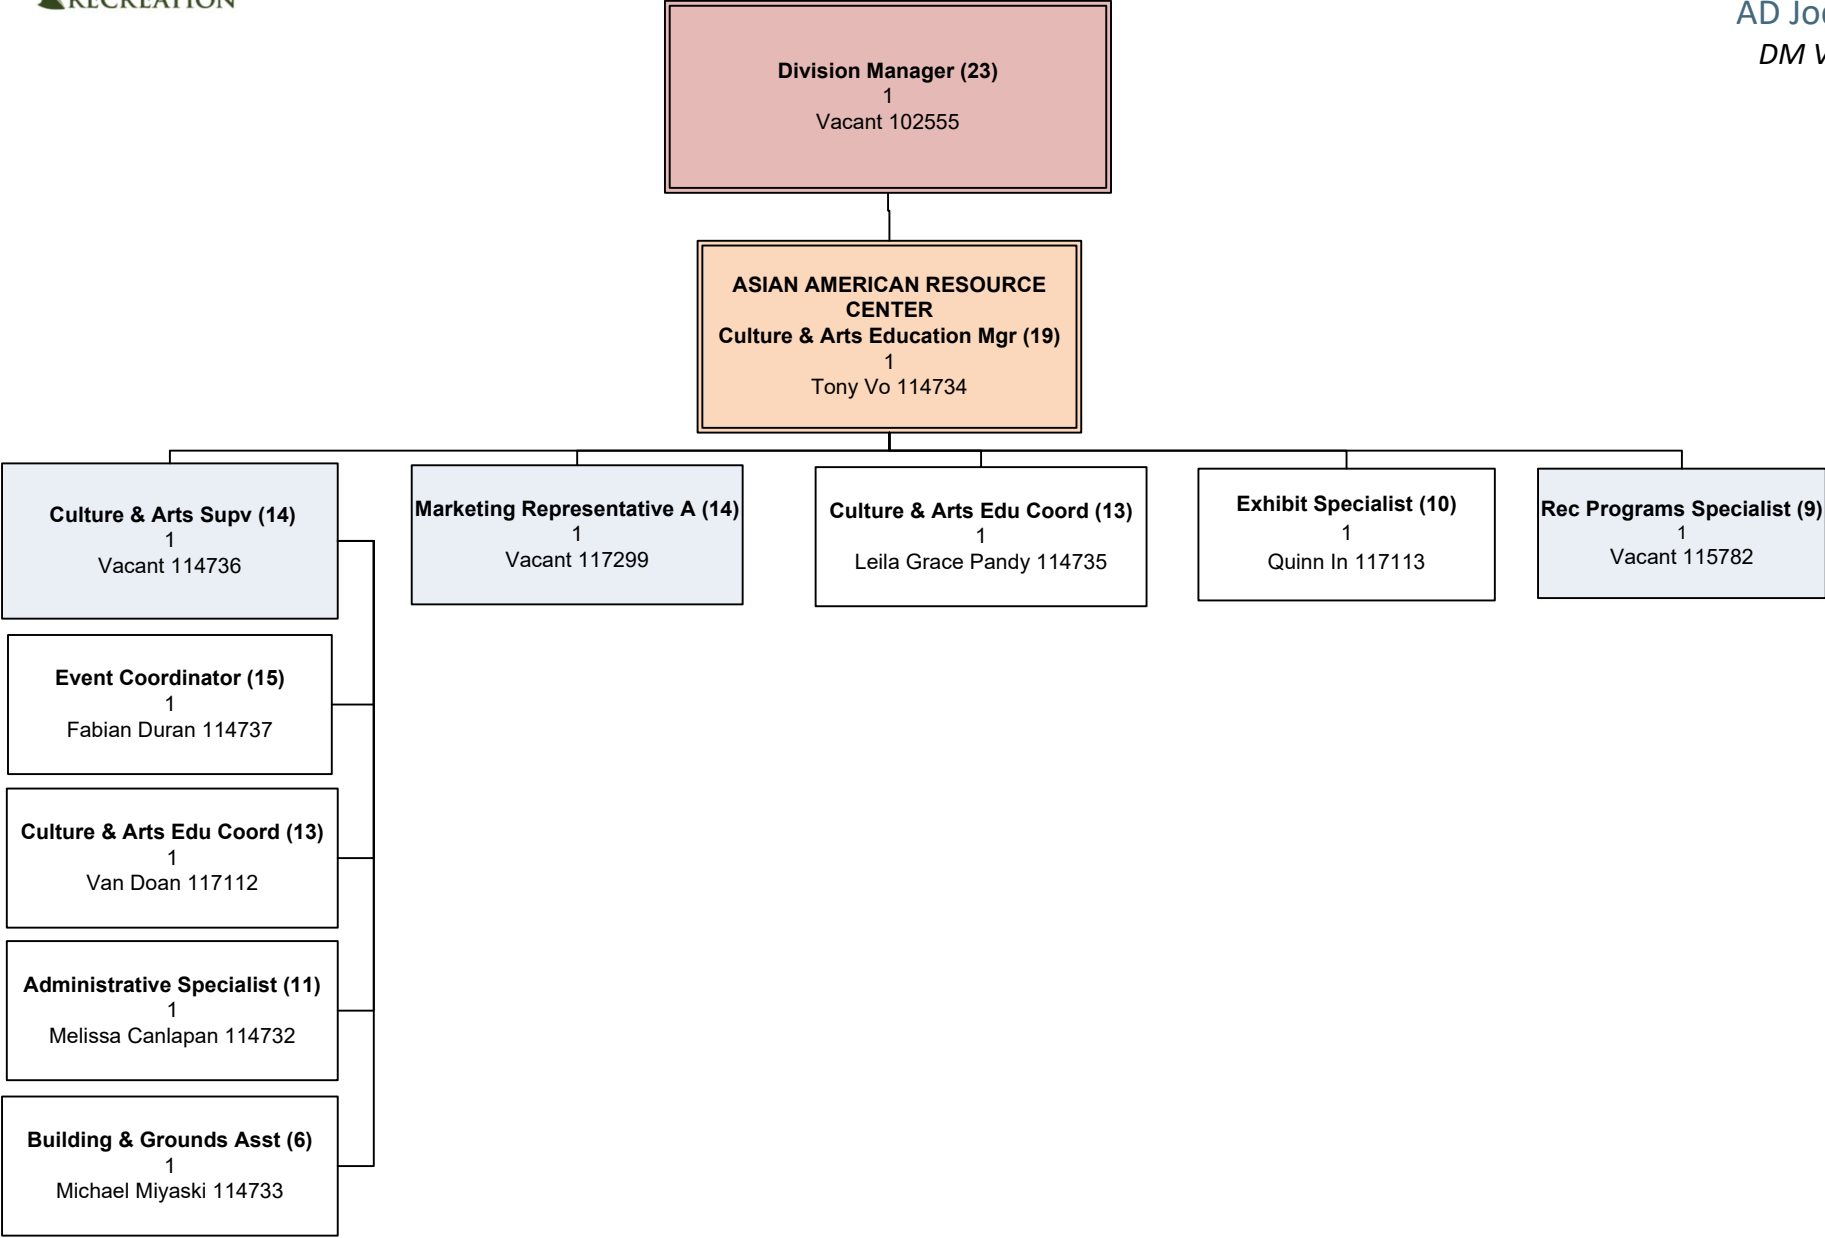 RECREATION
AD
DM
Division Manager (23)
1
Vacant 102555
ASIAN AMERICAN RESOURCE
CENTER
Culture & Arts Education Mgr (19)
1
Tony Vo 114734
Culture & Arts Supv (14)
1
Vacant 114736
Marketing Representative A (14)
1
Vacant 117299
Culture & Arts Edu Coord (13)
1
Leila Grace Pandy 114735
Exhibit Specialist (10)
1
Quinn In 117113
Rec Programs Specialist (9)
1
Vacant 115782
Event Coordinator (15)
1
Fabian Duran 114737
Culture & Arts Edu Coord (13)
1
Van Doan 117112
Administrative Specialist (11)
1
Melissa Canlapan 114732
Building & Grounds Asst (6)
1
Michael Miyaski 114733